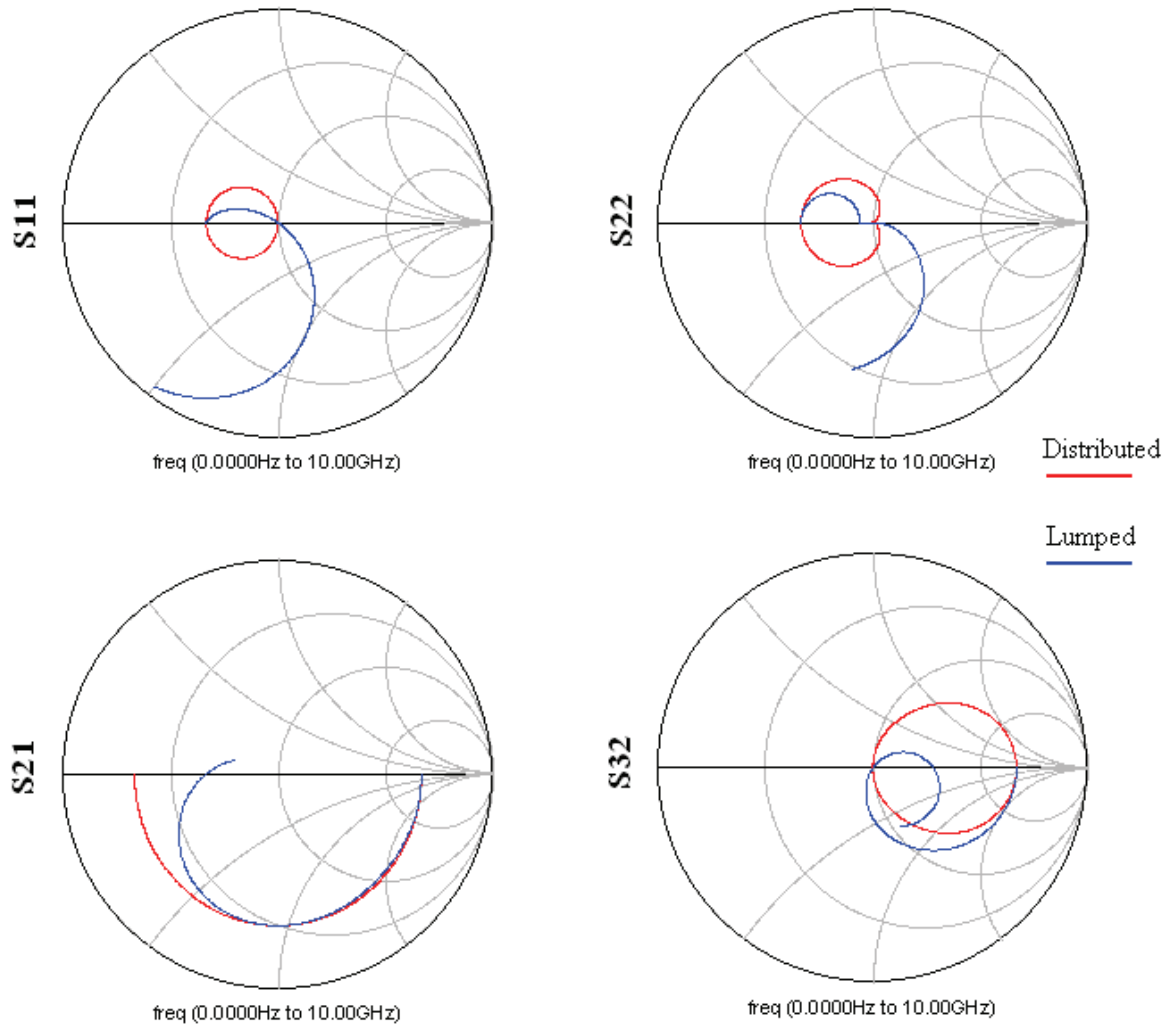 S11
freq (0.0000Hz to 10.00GHz)
S22
freq (0.0000Hz to 10.00GHz)
Distributed
Lumped
S21
freq (0.0000Hz to 10.00GHz)
S32
freq (0.0000Hz to 10.00GHz)